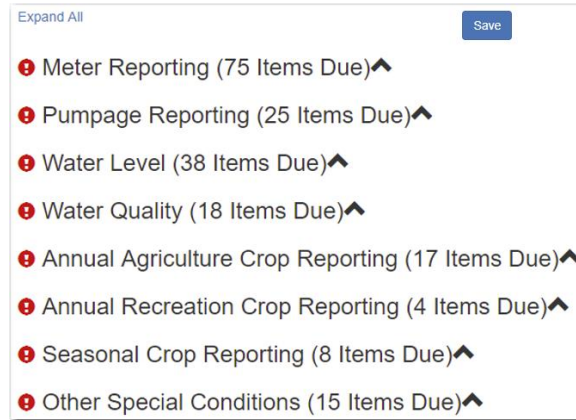 Expand All
Save
Meter Reporting (75 Items Due)
Pumpage Reporting (25 Items Due)
Water Level (38 Items Due)
Water Quality (18 Items Due)
Annual Agriculture Crop Reporting (17 Items Due)
Annual Recreation Crop Reporting (4 Items Due)
Seasonal Crop Reporting (8 Items Due)
Other Special Conditions (15 Items Due)